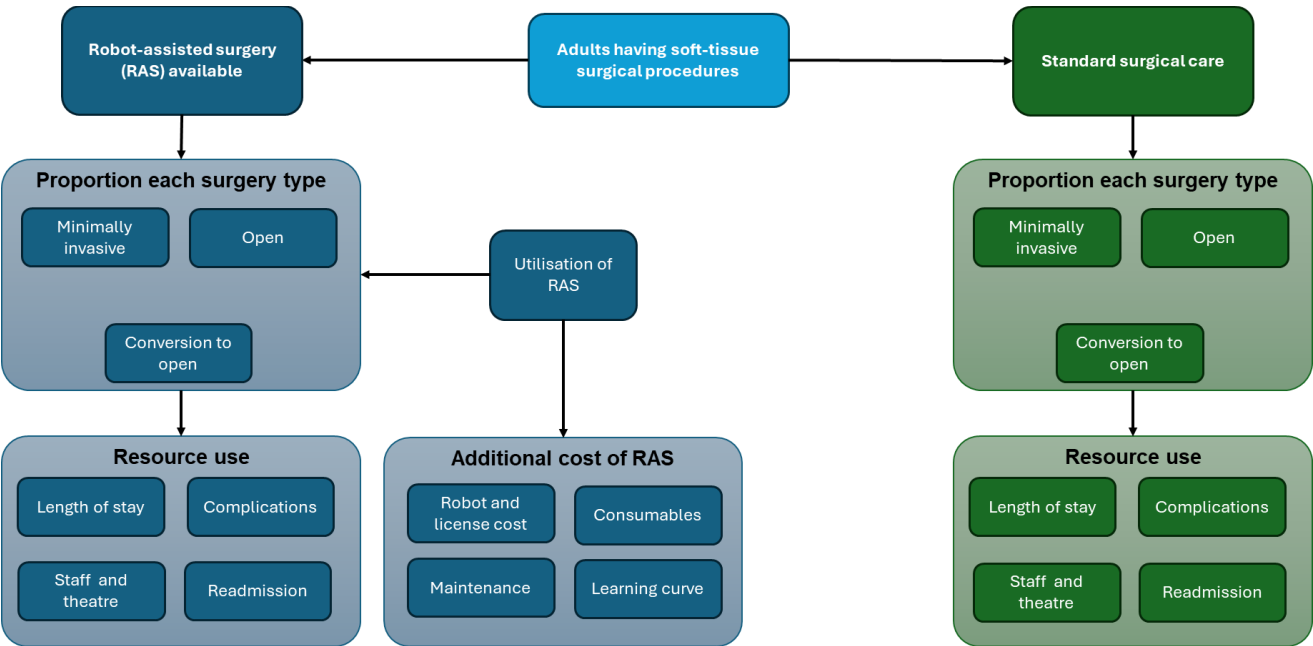 Robot-assisted surgery
(RAS) available
Adults having soft-tissue
surgical procedures
Standard surgical care
Proportion each surgery type
Minimally
invasive
Open
Conversion to
open
Utilisation of
RAS
Proportion each surgery type
Minimally
invasive
Open
Conversion to
open
Resource use
Length of stay
Complications
Staff and
theatre
Readmission
Additional cost of RAS
Robot and
license cost
Consumables
Maintenance
Learning curve
Resource use
Length of stay
Complications
Staff and
theatre
Readmission